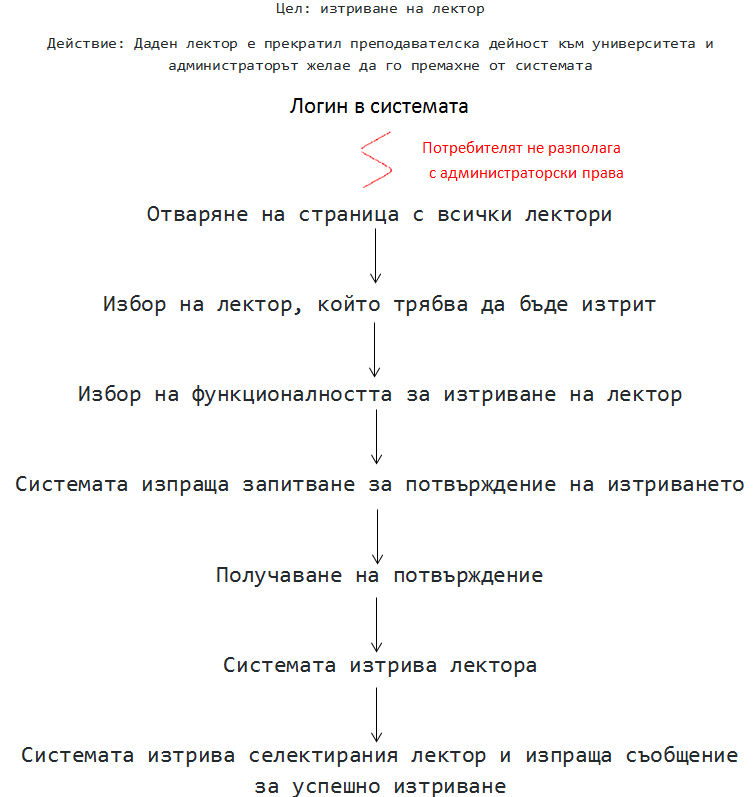 Цел: изтриване на лектор
Действие: Даден лектор е прекратил преподавателска дейност към университета и
администраторът желае да го премахне от системата
Логин в системата
Потребителят не разполага
с администраторски права
Отваряне на страница с всички лектори
Избор на лектор, който трябва да бъде изтрит
Избор на функционалността за изтриване на лектор
Системата изпраща запитване за потвърждение на изтриването
Получаване на потвърждение
Системата изтрива лектора
Системата изтрива селектирания лектор и изпраща съобщение
за успешно изтриване